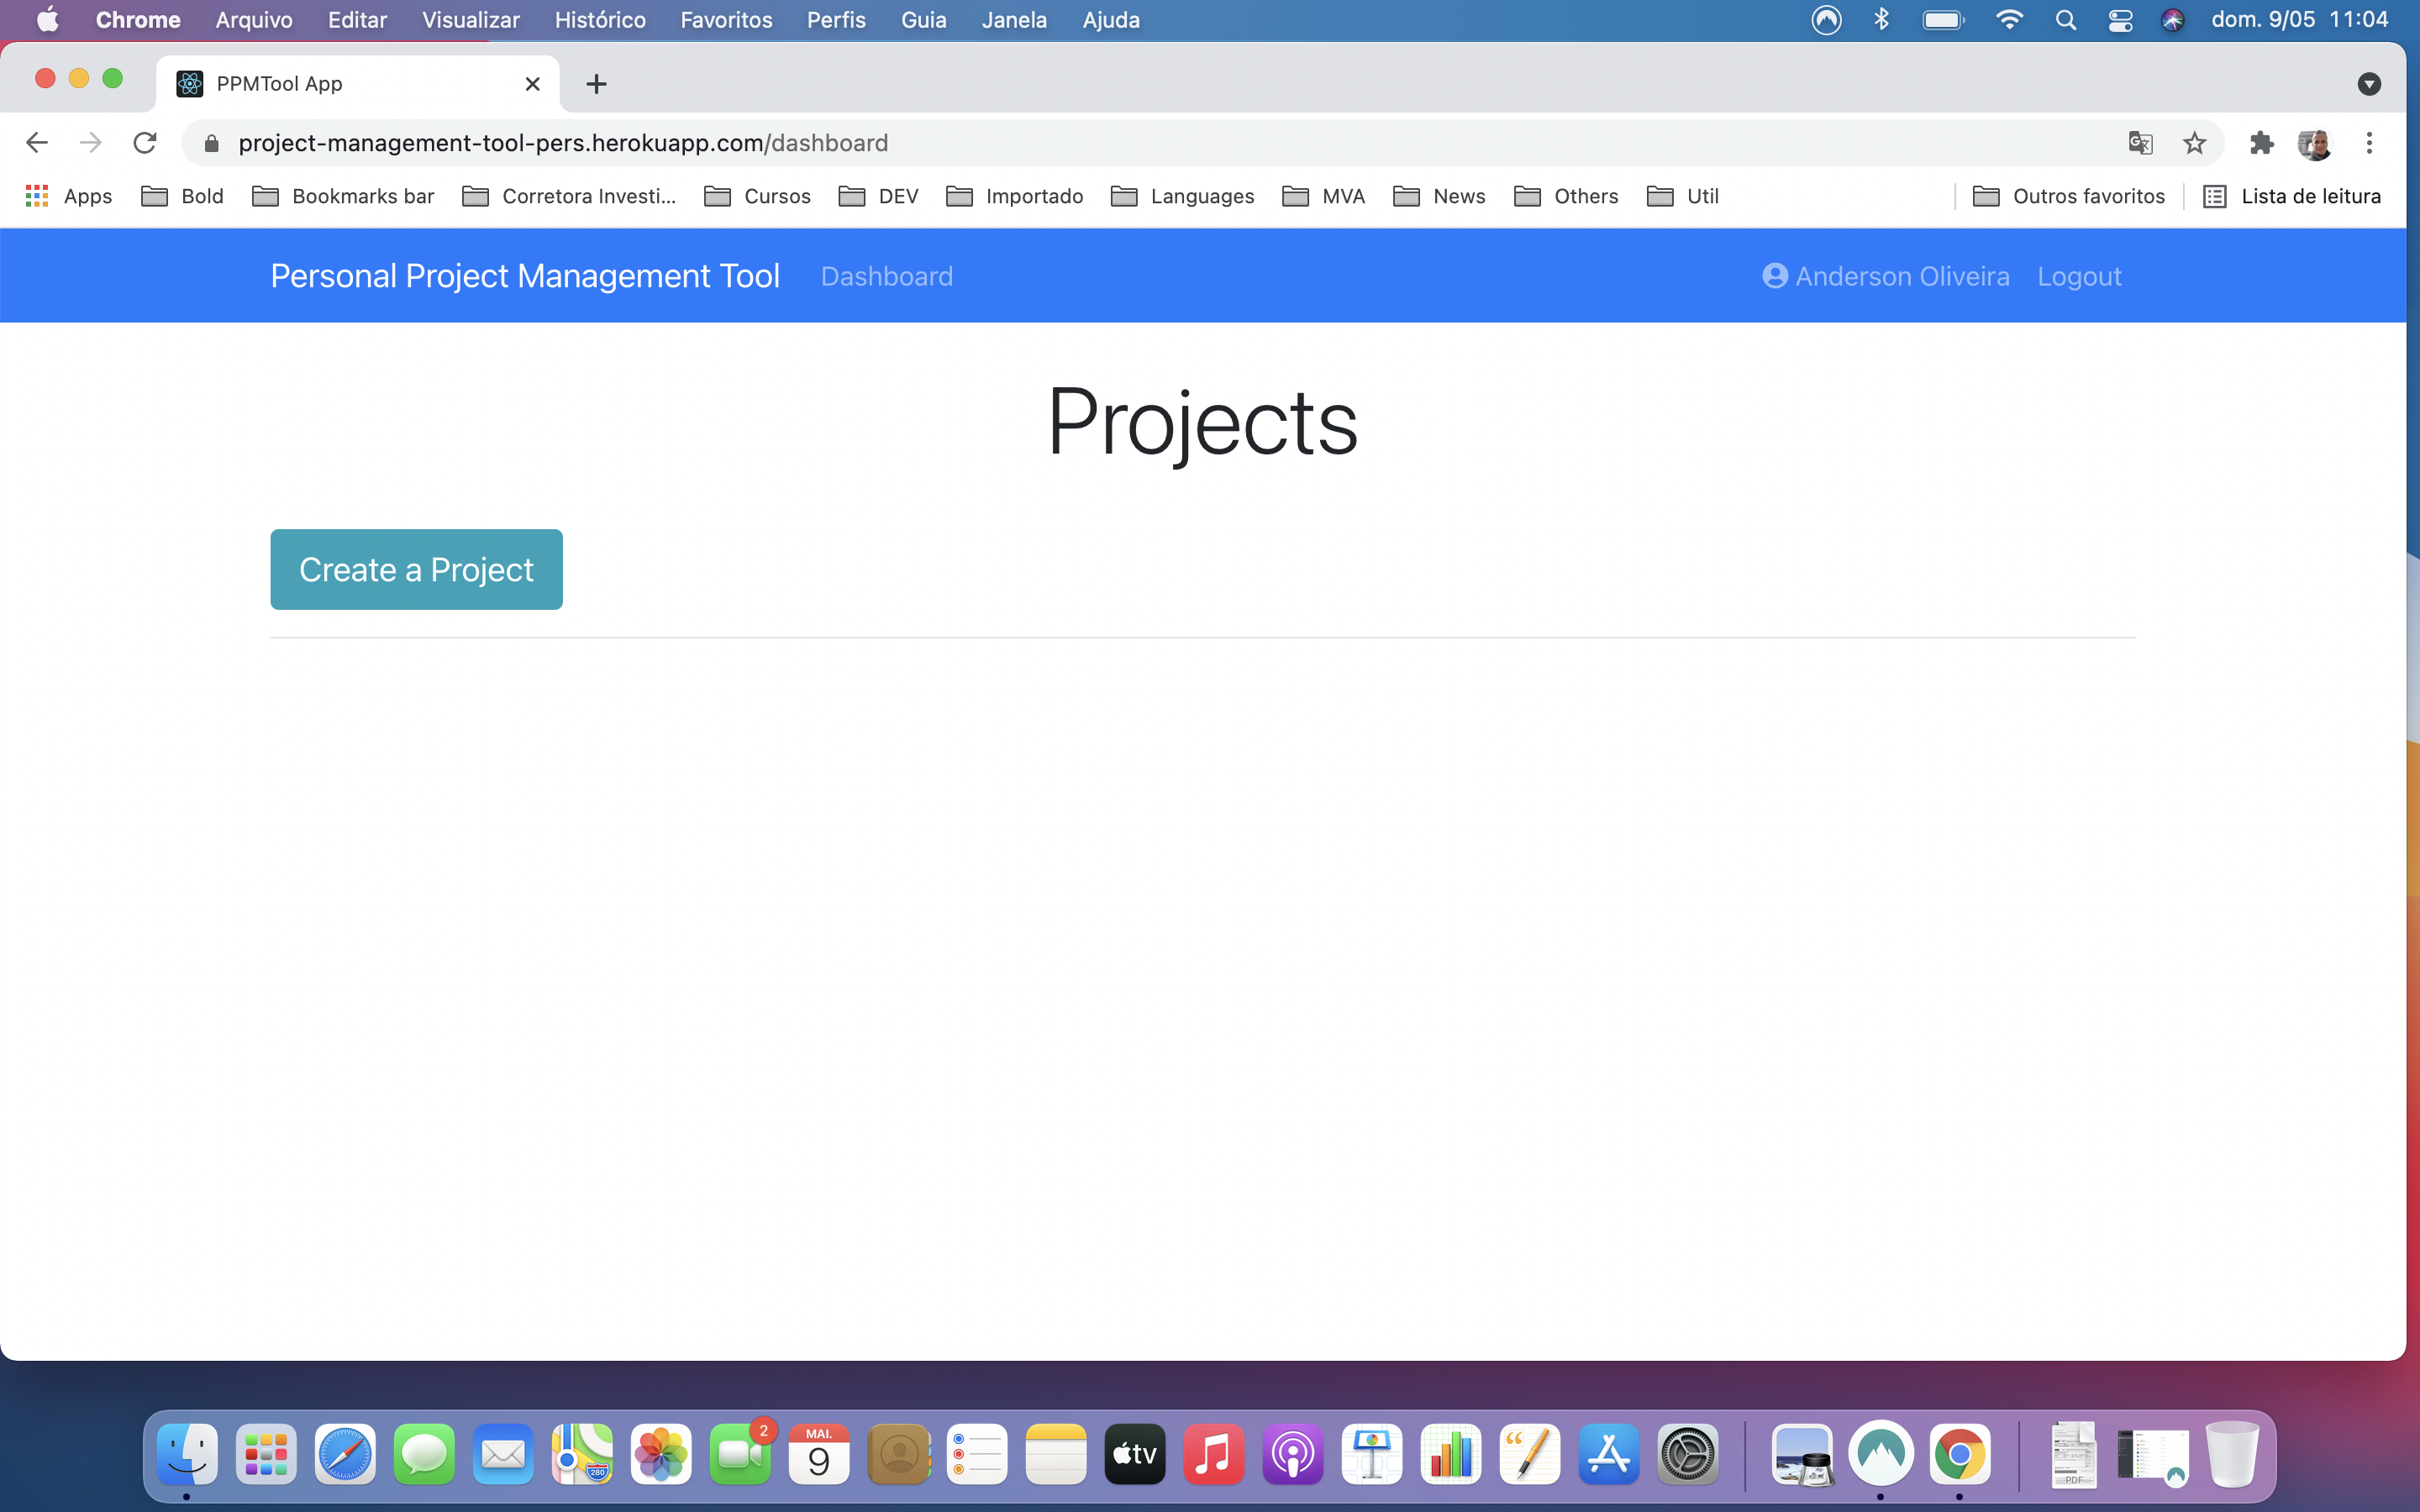 Chrome Arquivo Editar Visualizar Histórico Favoritos Perfis Guia Janela Ajuda dom. 9/05 11:04
PPMTool App
project-management-tool-pers.herokuapp.com/dashboard
Apps Bold Bookmarks bar Corretora Investi... Cursos DEV Importado Languages MVA News Others Util Outros favoritos Lista de leitura
Personal Project Management Tool Dashboard Anderson Oliveira Logout
Projects
Create a Project
2
MAI.
9
tv
280
PDF